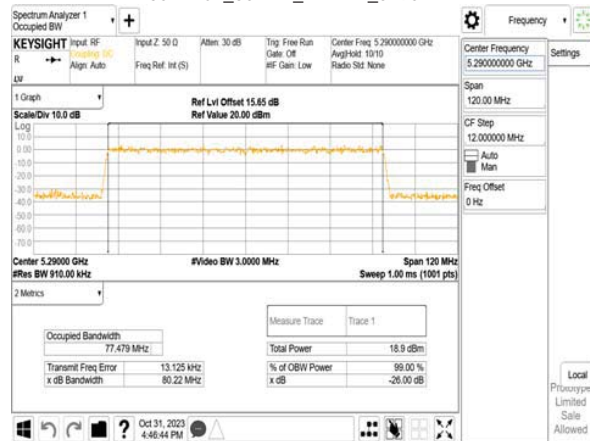 Spectrum Analyzer 1
Occupied BW
Frequency
KEYSIGHT
Input: RF
Coupling: DC
Align: Auto
Input Z: 50 Ω
Freq Ref: Int (S)
Atten: 30 dB
Trig: Free Run
Gate: Off
#IF Gain: Low
Center Freq: 5.290000000 GHz
Avg|Hold: 10/10
Radio Std: None
R
LXI
Center Frequency
5.290000000 GHz
Settings
Span
120.00 MHz
CF Step
12.000000 MHz
Auto
Man
Freq Offset
0 Hz
1 Graph
Scale/Div 10.0 dB
Ref Lvl Offset 15.65 dB
Ref Value 20.00 dBm
Log
10.0
0.00
-10.0
-20.0
-30.0
-40.0
-50.0
-60.0
-70.0
Center 5.29000 GHz
#Res BW 910.00 kHz
#Video BW 3.0000 MHz
Span 120 MHz
Sweep 1.00 ms (1001 pts)
2 Metrics
Measure Trace Trace 1
Occupied Bandwidth
77.479 MHz
Total Power 18.9 dBm
Transmit Freq Error 13.125 kHz
% of OBW Power 99.00 %
x dB Bandwidth 80.22 MHz
x dB -26.00 dB
Local
Prototype
Limited
Sale
Allowed
?
Oct 31, 2023
4:46:44 PM